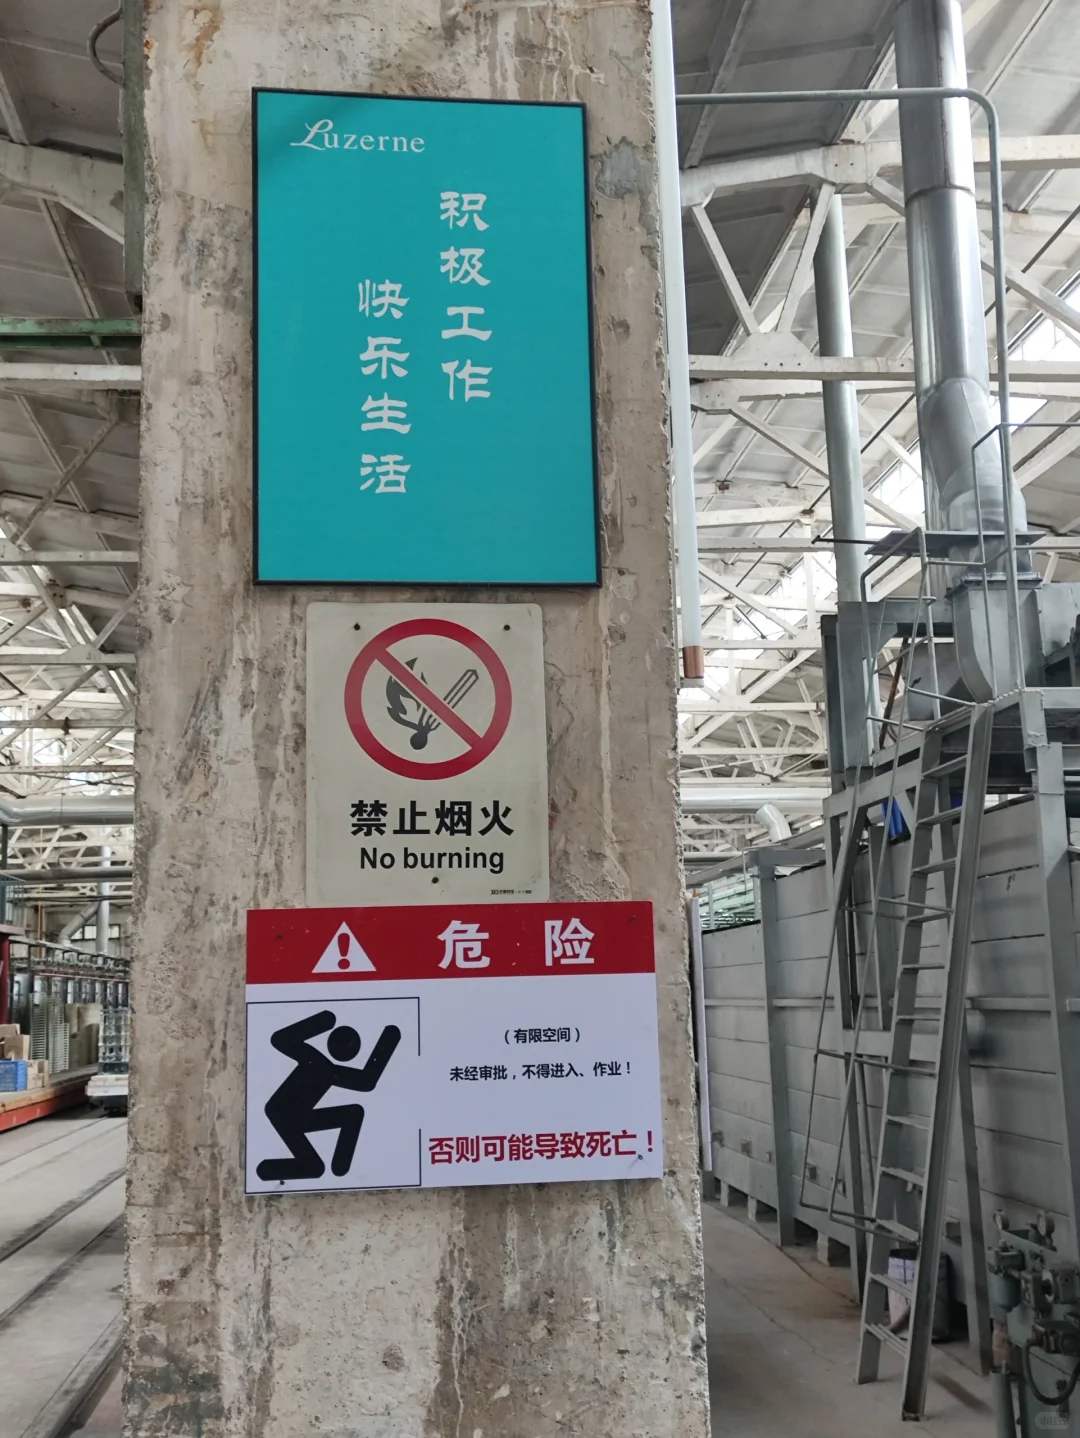 Luzerne
积极工作
快乐生活
禁止烟火
No burning
危险
（有限空间）
未经审批，不得进入、作业！
否则可能导致死亡！